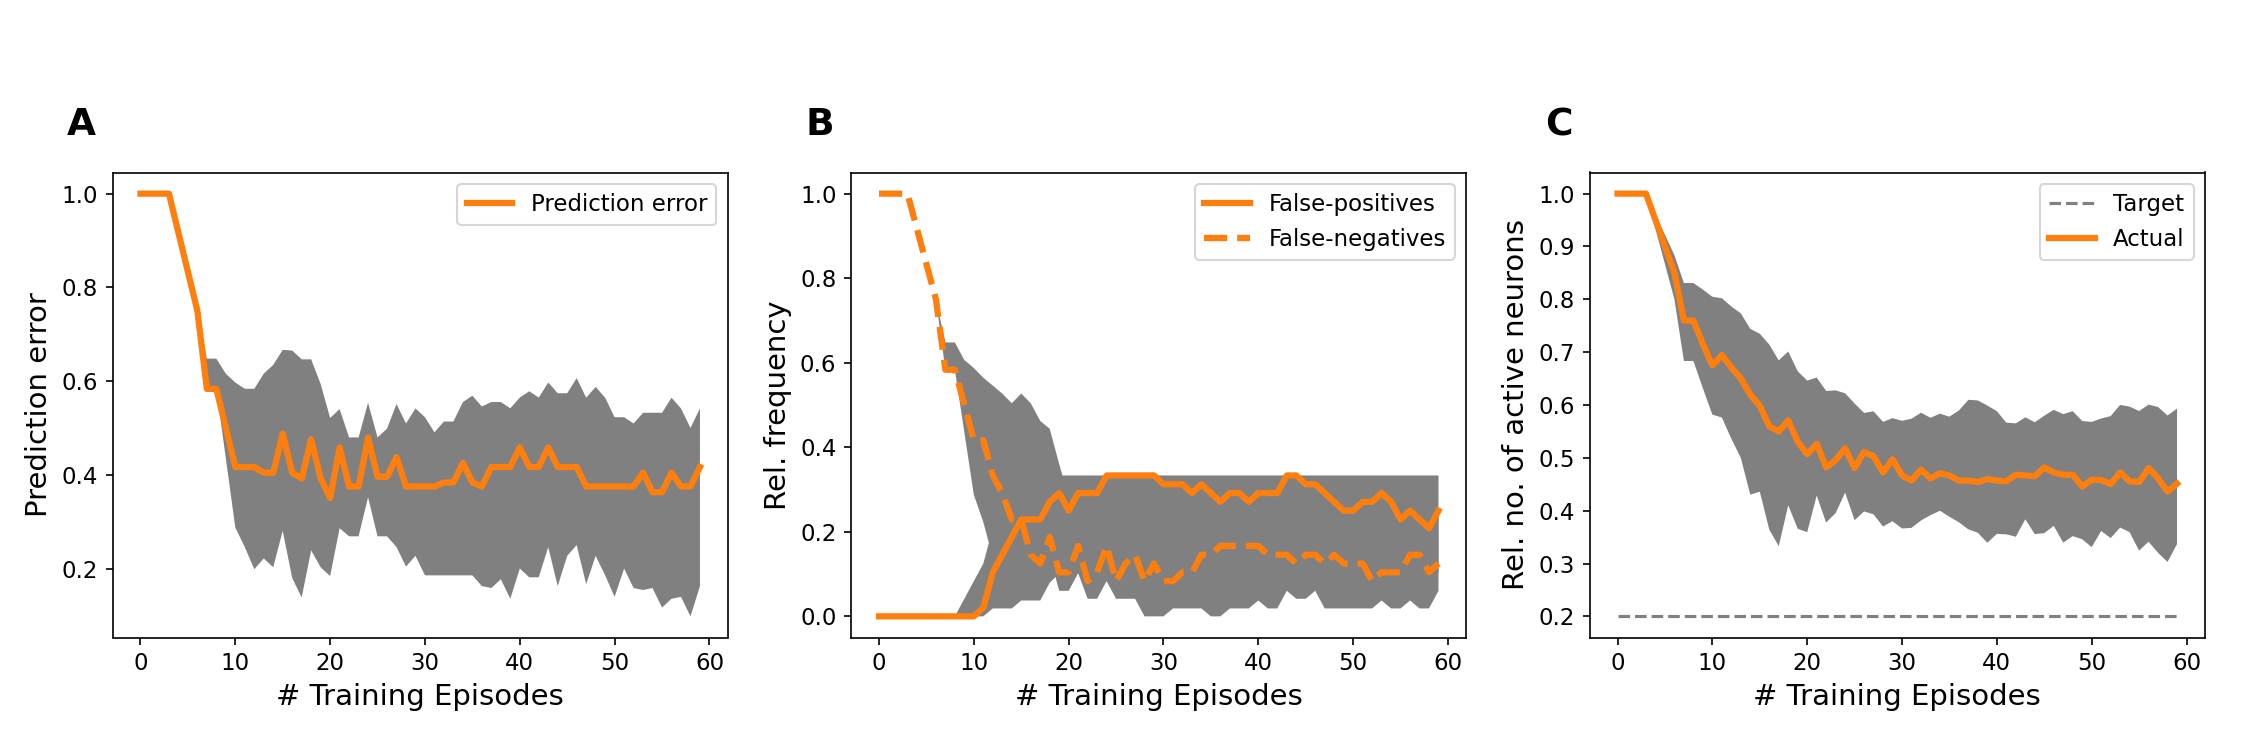 A
B
C
Prediction error
1.0
0.8
0.6
0.4
0.2
Prediction error
0
10
20
30
40
50
60
# Training Episodes
Rel. frequency
1.0
0.8
0.6
0.4
0.2
0.0
False-positives
False-negatives
0
10
20
30
40
50
60
# Training Episodes
Rel. no. of active neurons
1.0
0.9
0.8
0.7
0.6
0.5
0.4
0.3
0.2
Target
Actual
0
10
20
30
40
50
60
# Training Episodes